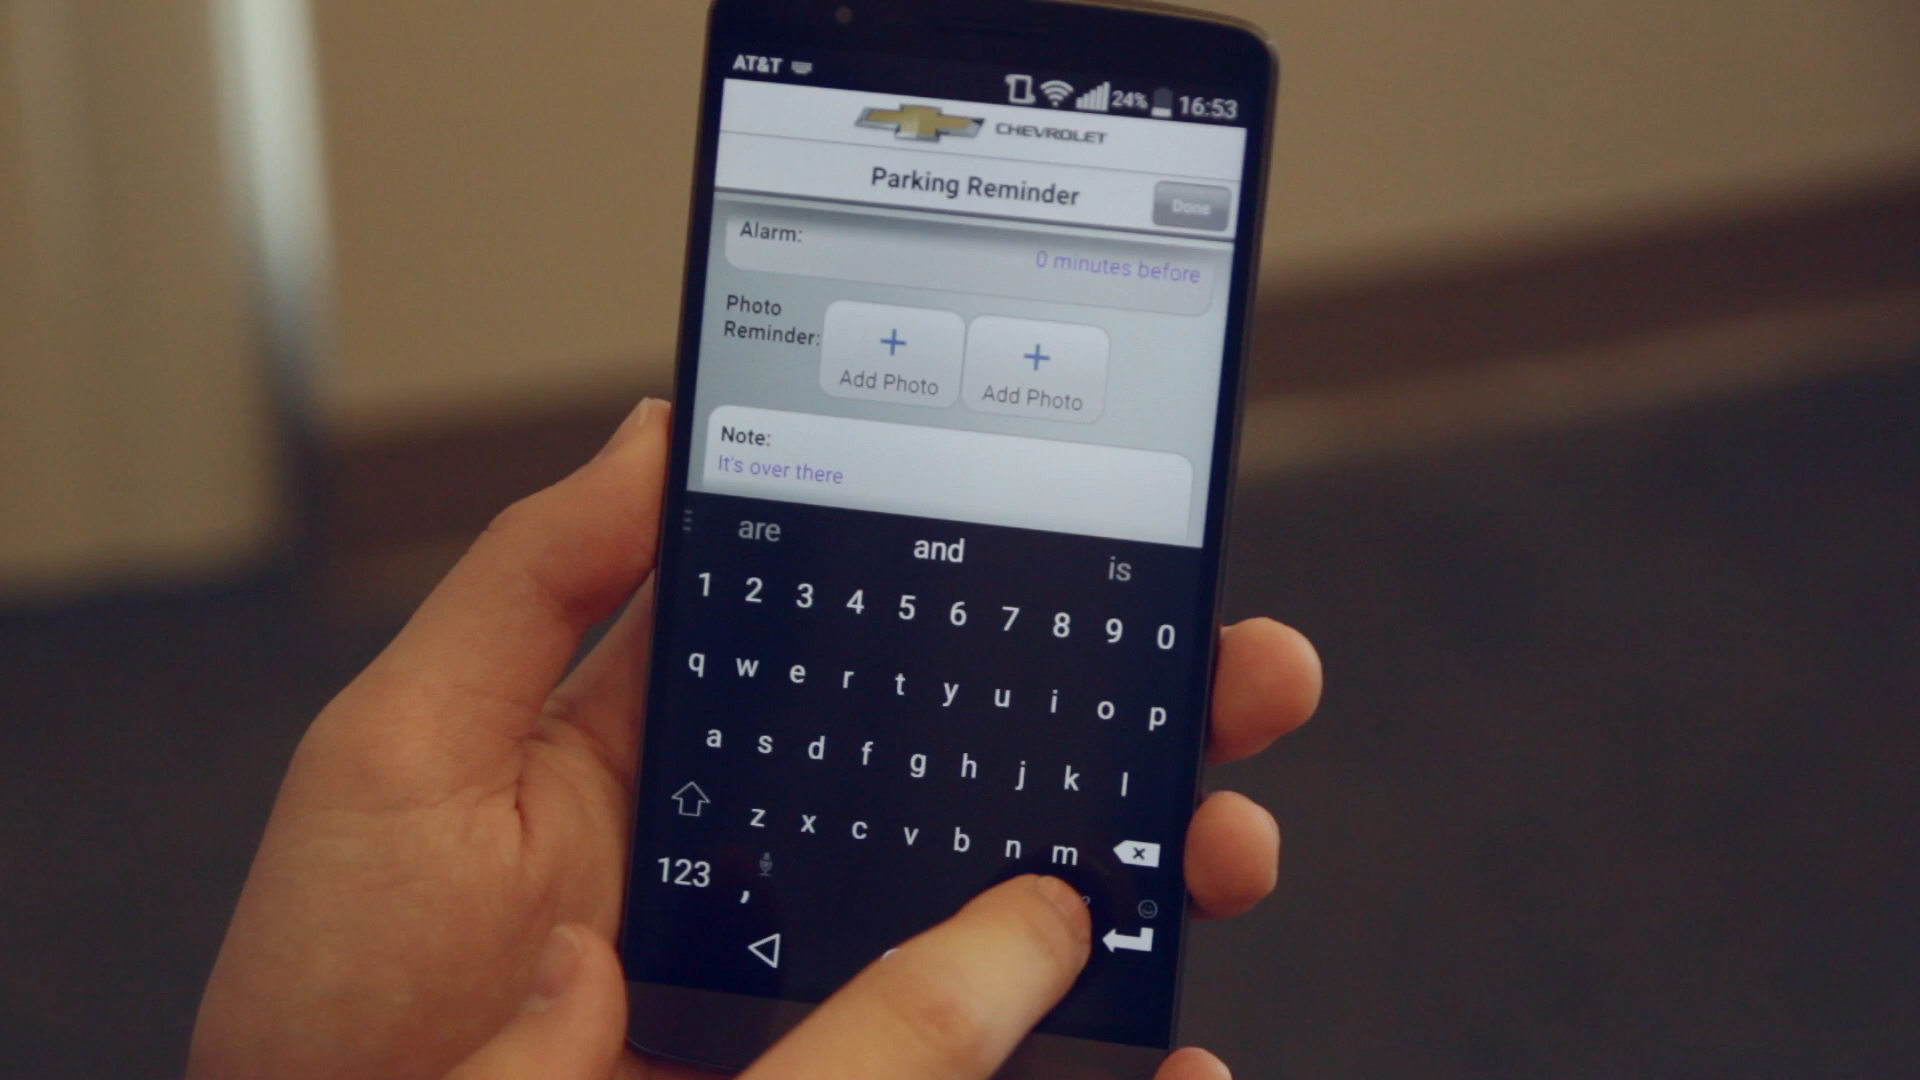 AT&T 24% 16:53
CHEVROLET
Parking Reminder Done
Alarm:
0 minutes before
Photo
Reminder:
+ +
Add Photo Add Photo
Note:
It's over there
are and is
1 2 3 4 5 6 7 8 9 0
q w e r t y u i o p
a s d f g h j k l
z x c v b n m
123 ,